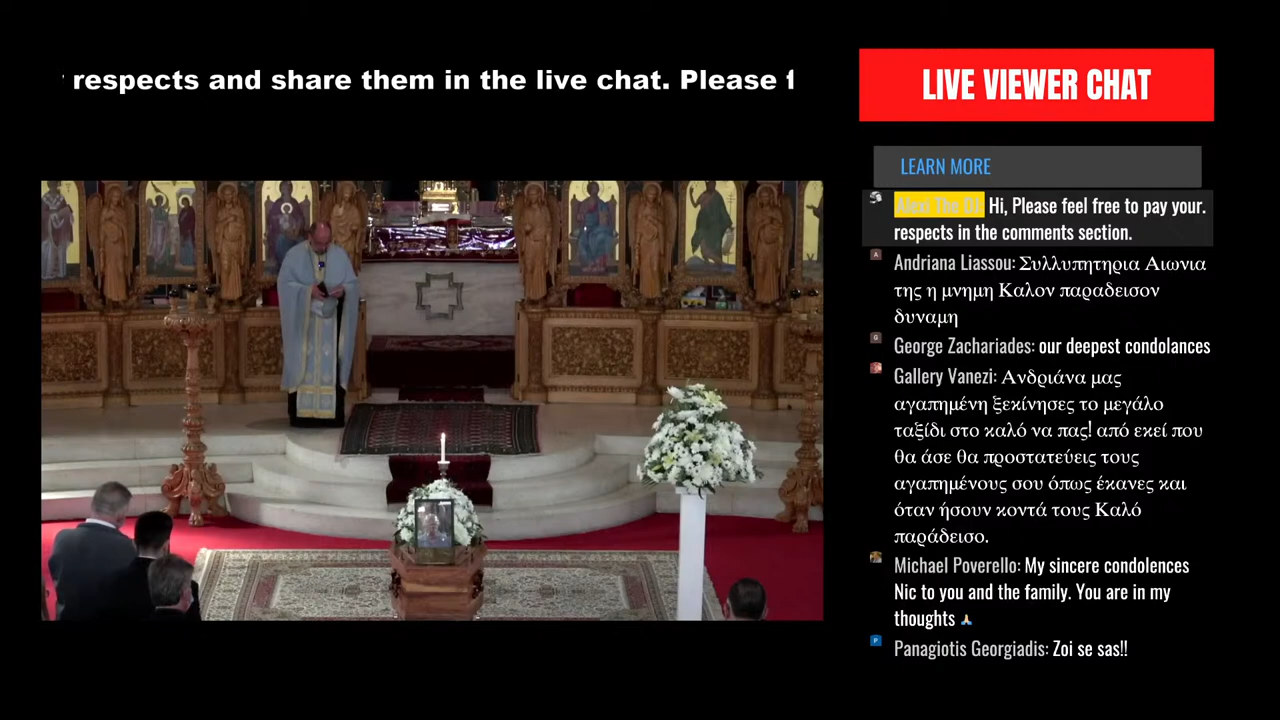 respects and share them in the live chat. Please
LIVE VIEWER CHAT
LEARN MORE
Alexi The DJ: Hi, Please feel free to pay your.
respects in the comments section.
A
Andriana Liassou: Συλλυπητηρια Αιωνια
της η μνημη Καλον παραδεισον
δυναμη
G
George Zachariades: our deepest condolances
Gallery Vanezi: Ανδριάνα μας
αγαπημένη ξεκίνησες το μεγάλο
ταξίδι στο καλό να πας! από εκεί που
θα άσε θα προστατεύεις τους
αγαπημένους σου όπως έκανες και
όταν ήσουν κοντά τους Καλό
παράδεισο.
Michael Poverello: My sincere condolences
Nic to you and the family. You are in my
thoughts 🙏
P
Panagiotis Georgiadis: Zoi se sas!!